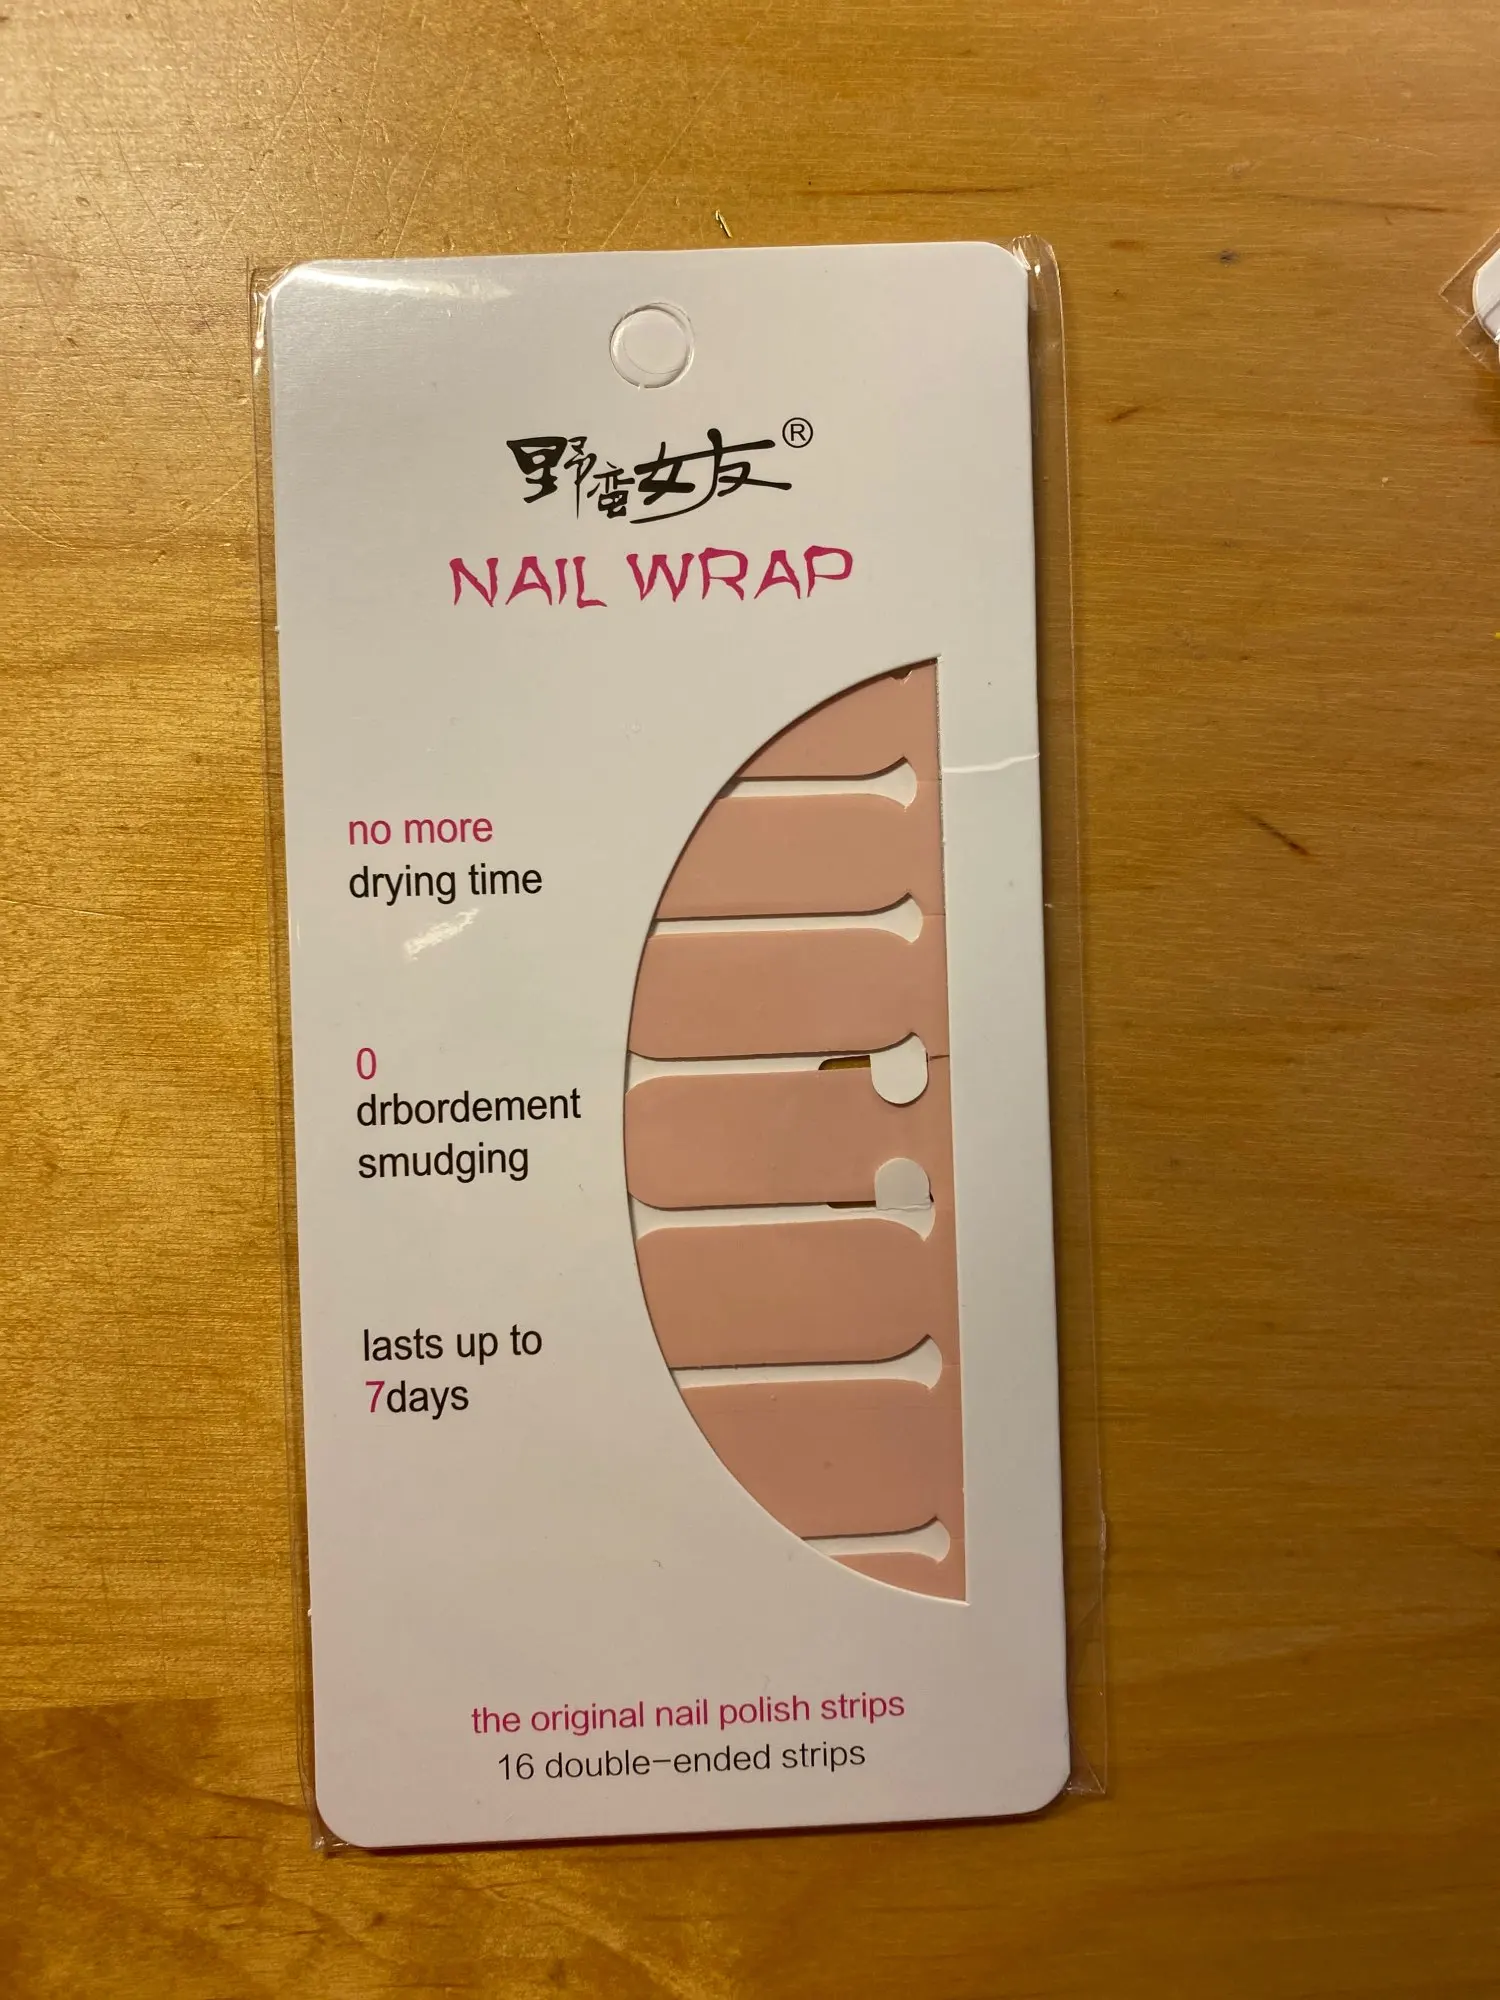 野蛮女友®
NAIL WRAP
no more
drying time
0
drbordement
smudging
lasts up to
7days
the original nail polish strips
16 double-ended strips